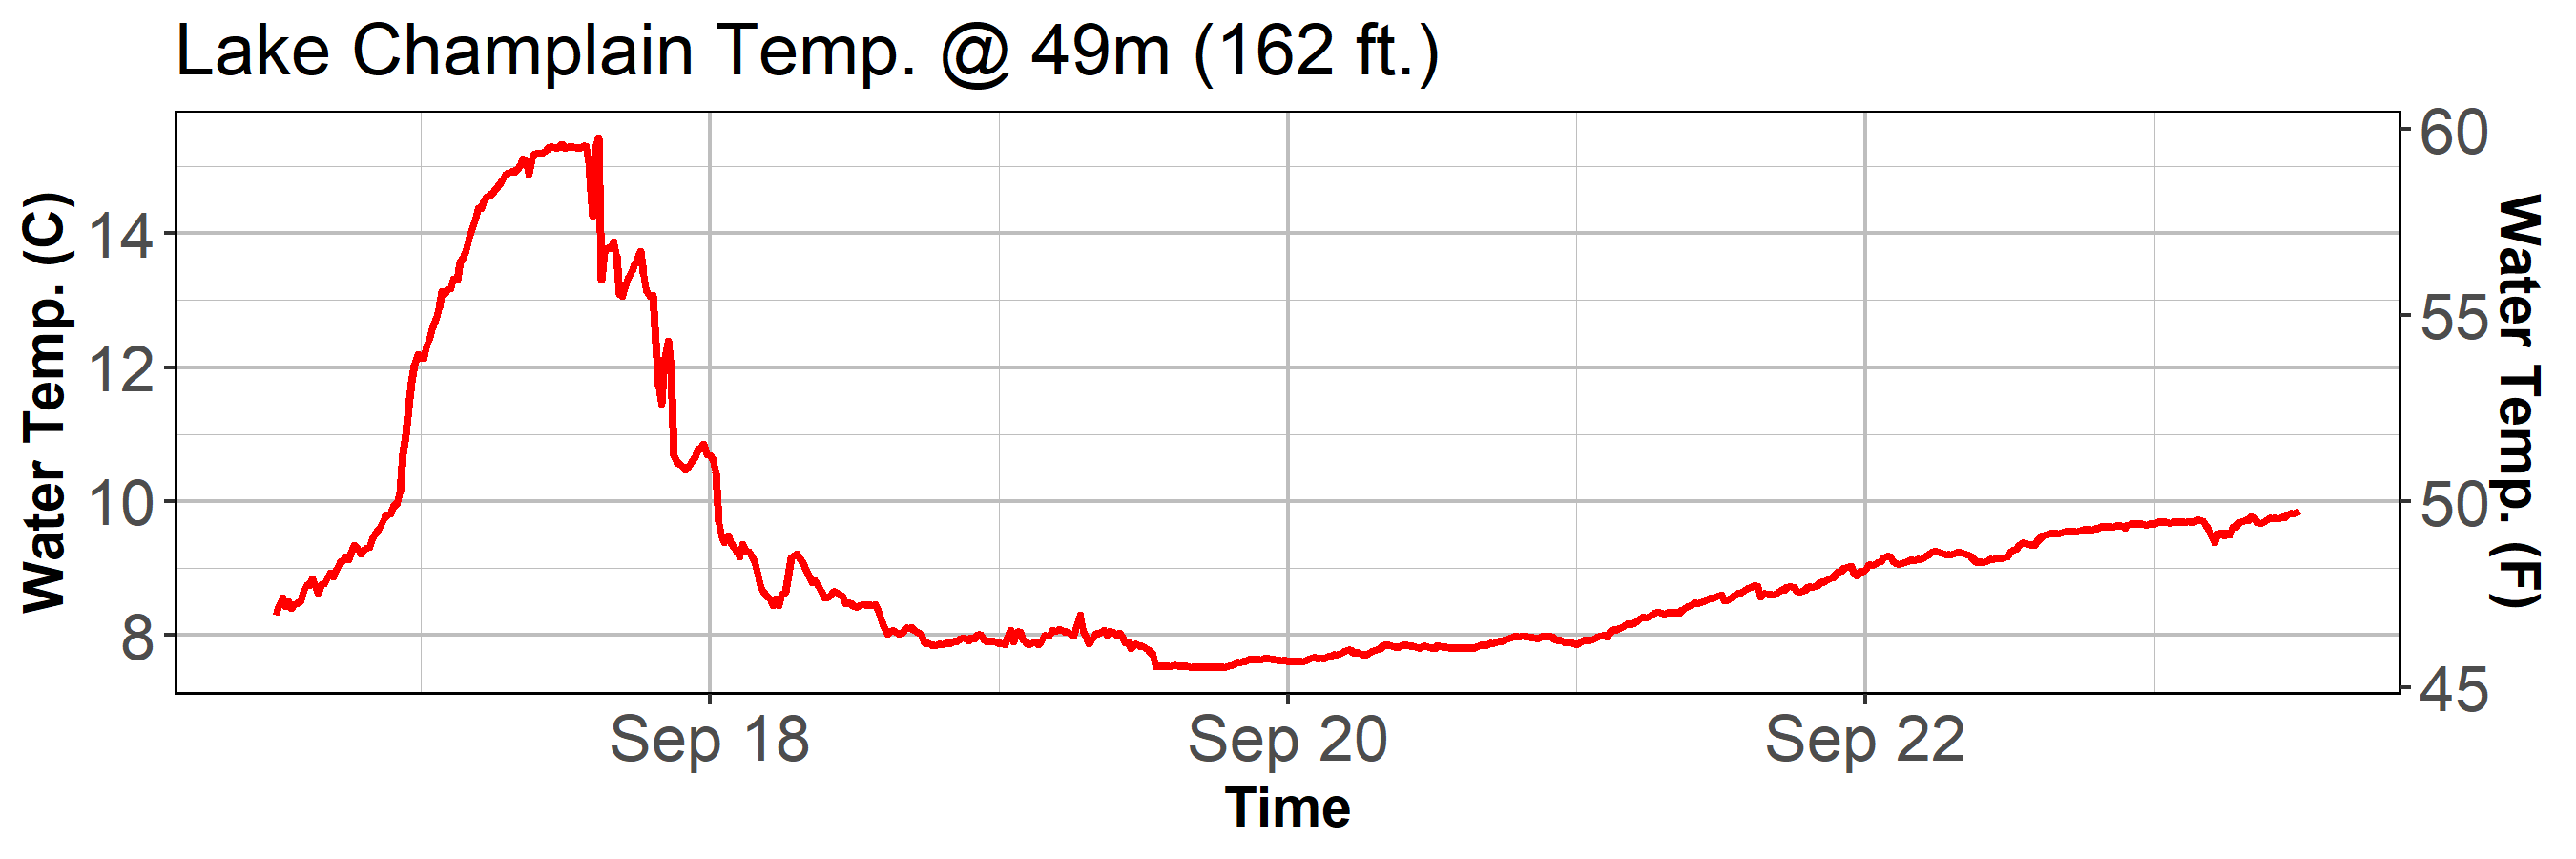 Lake Champlain Temp. @ 49m (162 ft.)
Water Temp. (C)
14
12
10
8
60
55
50
45
Water Temp. (F)
Sep 18
Sep 20
Sep 22
Time